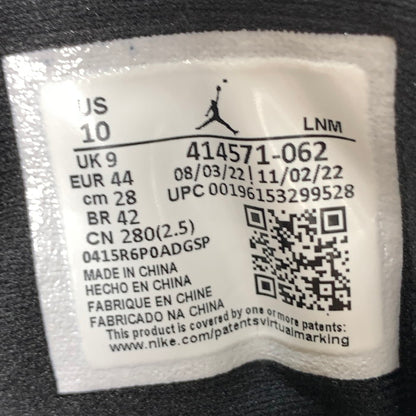 US
10
LNM
UK 9
414571-062
EUR 44
08/03/22 11/02/22
cm 28
UPC 00196153299528
BR 42
CN 280(2.5)
0415R6P0ADGSP
MADE IN CHINA
HECHO EN CHINA
FABRIQUE EN CHINE
FABRICADO NA CHINA
This product is covered by one or more patents:
www.nike.com/patentsvirtualmarking